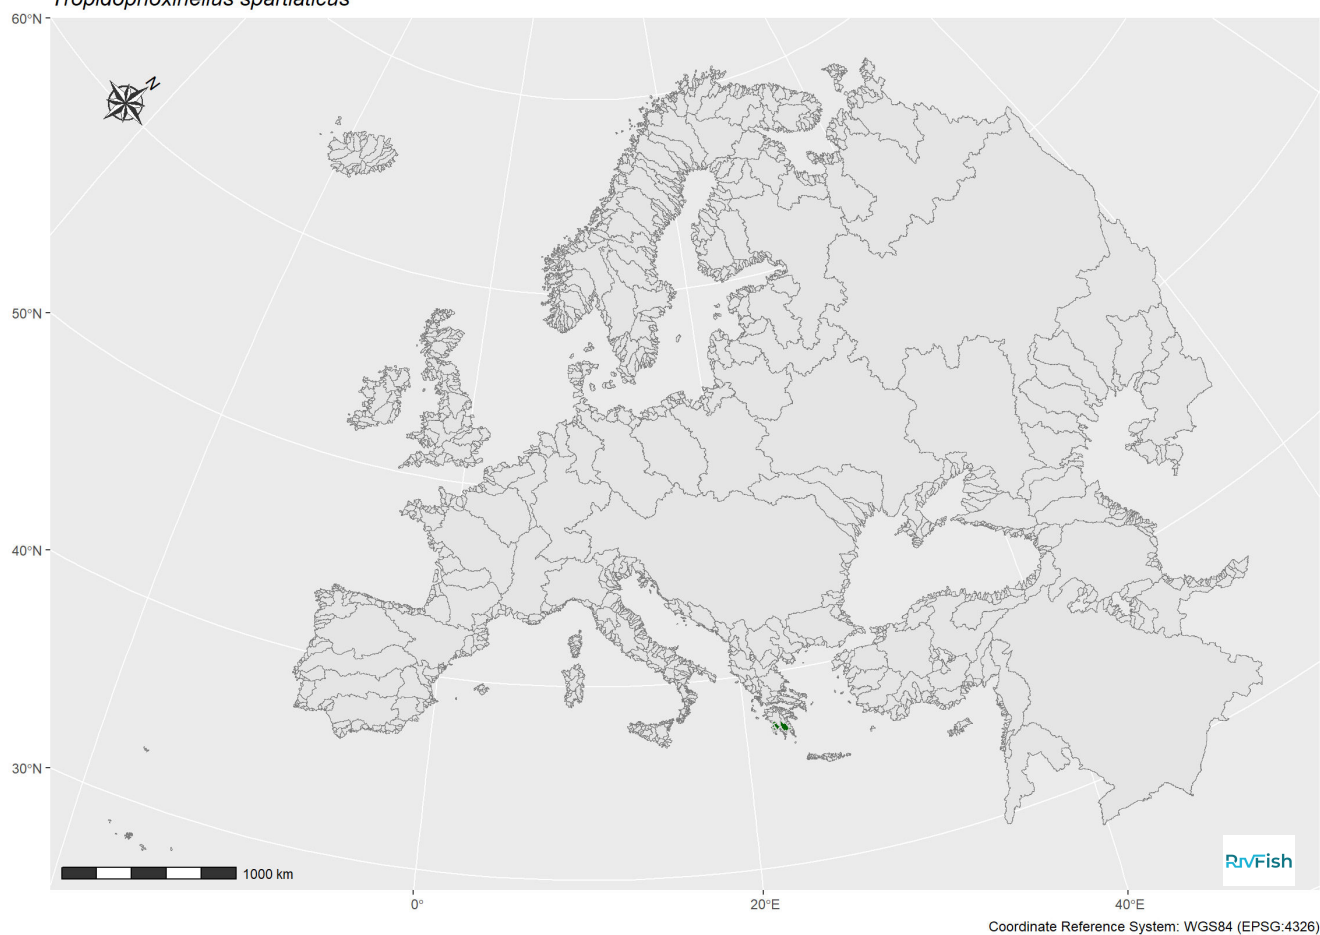 Tropidophoxinellus spartiaticus
60°N
N
50°N
40°N
30°N
1000 km
RIVFish
0°
20°E
40°E
Coordinate Reference System: WGS84 (EPSG:4326)